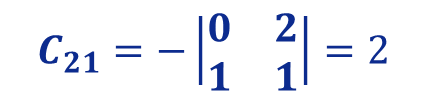 C₂₁ = − |0 2| = 2
|1 1|